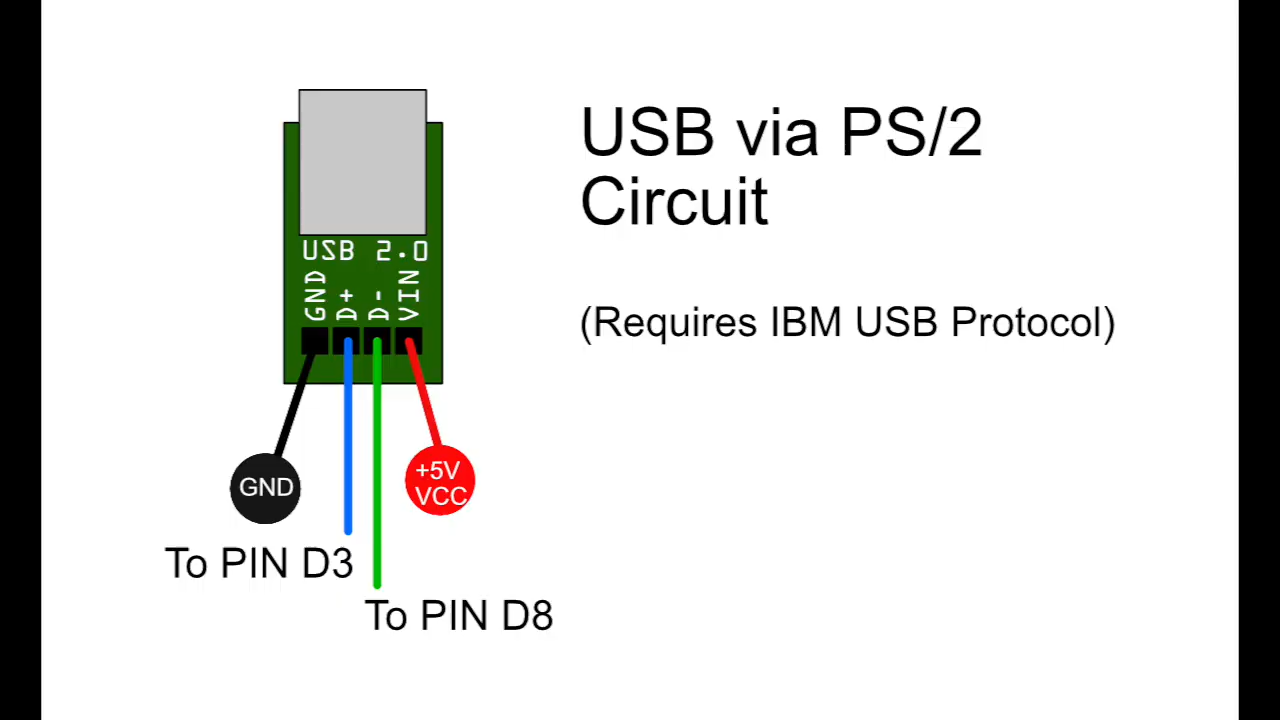 USB via PS/2
Circuit
(Requires IBM USB Protocol)
USB 2.0
GND
D+
D-
VIN
GND
+5V
VCC
To PIN D3
To PIN D8